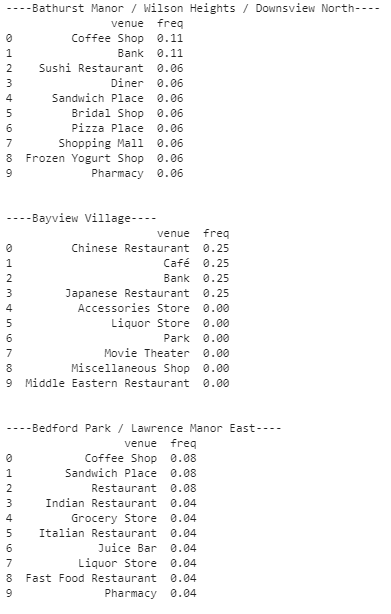 ----Bathurst Manor / Wilson Heights / Downsview North----
venue freq
0 Coffee Shop 0.11
1 Bank 0.11
2 Sushi Restaurant 0.06
3 Diner 0.06
4 Sandwich Place 0.06
5 Bridal Shop 0.06
6 Pizza Place 0.06
7 Shopping Mall 0.06
8 Frozen Yogurt Shop 0.06
9 Pharmacy 0.06
----Bayview Village----
venue freq
0 Chinese Restaurant 0.25
1 Café 0.25
2 Bank 0.25
3 Japanese Restaurant 0.25
4 Accessories Store 0.00
5 Liquor Store 0.00
6 Park 0.00
7 Movie Theater 0.00
8 Miscellaneous Shop 0.00
9 Middle Eastern Restaurant 0.00
----Bedford Park / Lawrence Manor East----
venue freq
0 Coffee Shop 0.08
1 Sandwich Place 0.08
2 Restaurant 0.08
3 Indian Restaurant 0.04
4 Grocery Store 0.04
5 Italian Restaurant 0.04
6 Juice Bar 0.04
7 Liquor Store 0.04
8 Fast Food Restaurant 0.04
9 Pharmacy 0.04